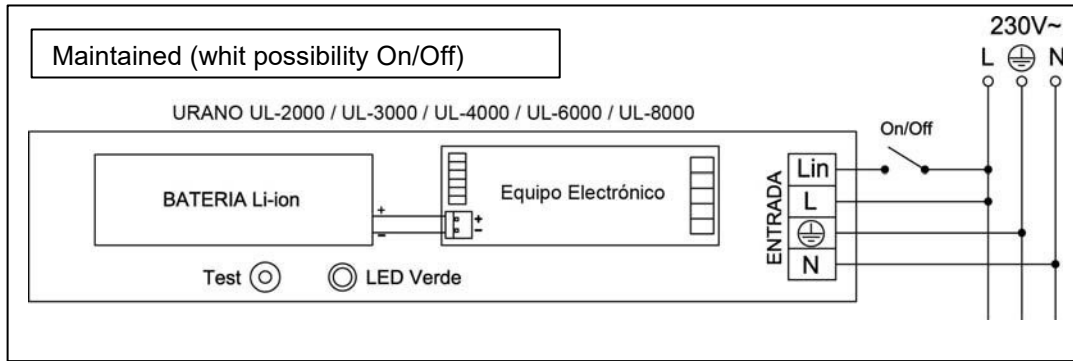 230V~
Maintained (whit possibility On/Off)
L N
URANO UL-2000 / UL-3000 / UL-4000 / UL-6000 / UL-8000
On/Off
BATERIA Li-ion
+
–
Equipo Electrónico
+
–
ENTRADA
Lin
L
N
Test
LED Verde